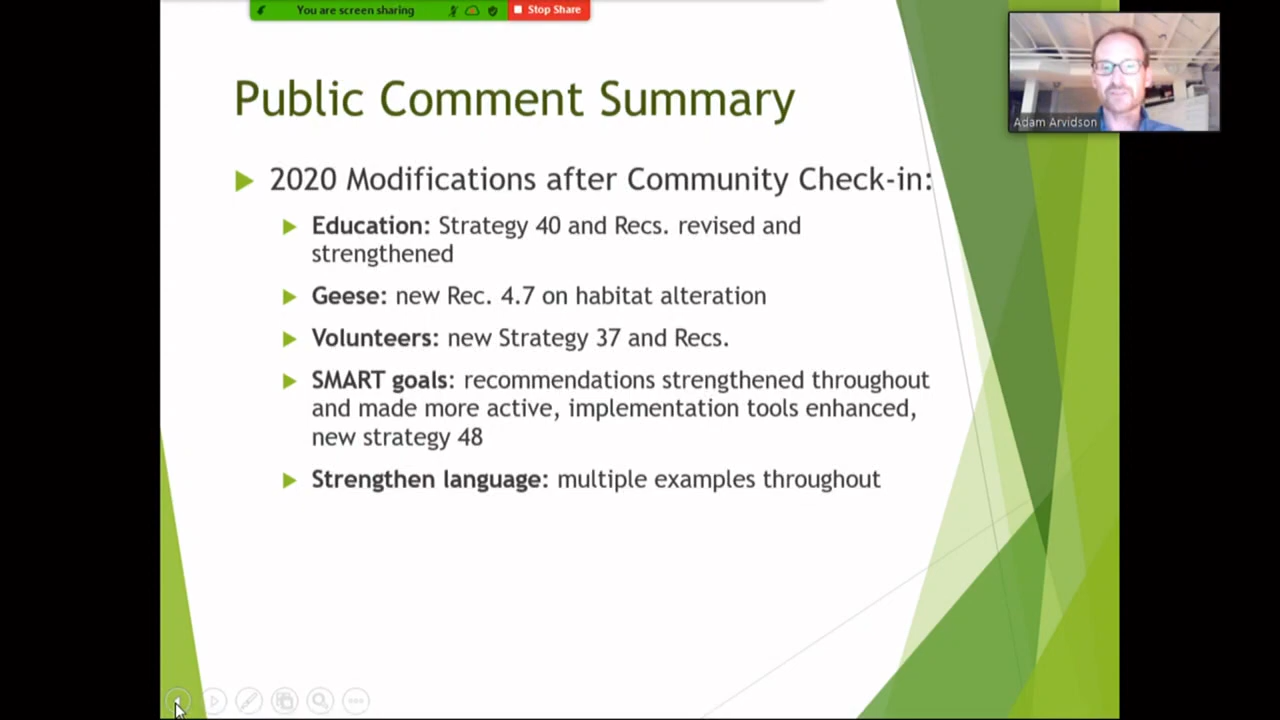 You are screen sharing
Stop Share
Public Comment Summary
Adam Arvidson
2020 Modifications after Community Check-in:
Education: Strategy 40 and Recs. revised and
strengthened
Geese: new Rec. 4.7 on habitat alteration
Volunteers: new Strategy 37 and Recs.
SMART goals: recommendations strengthened throughout
and made more active, implementation tools enhanced,
new strategy 48
Strengthen language: multiple examples throughout